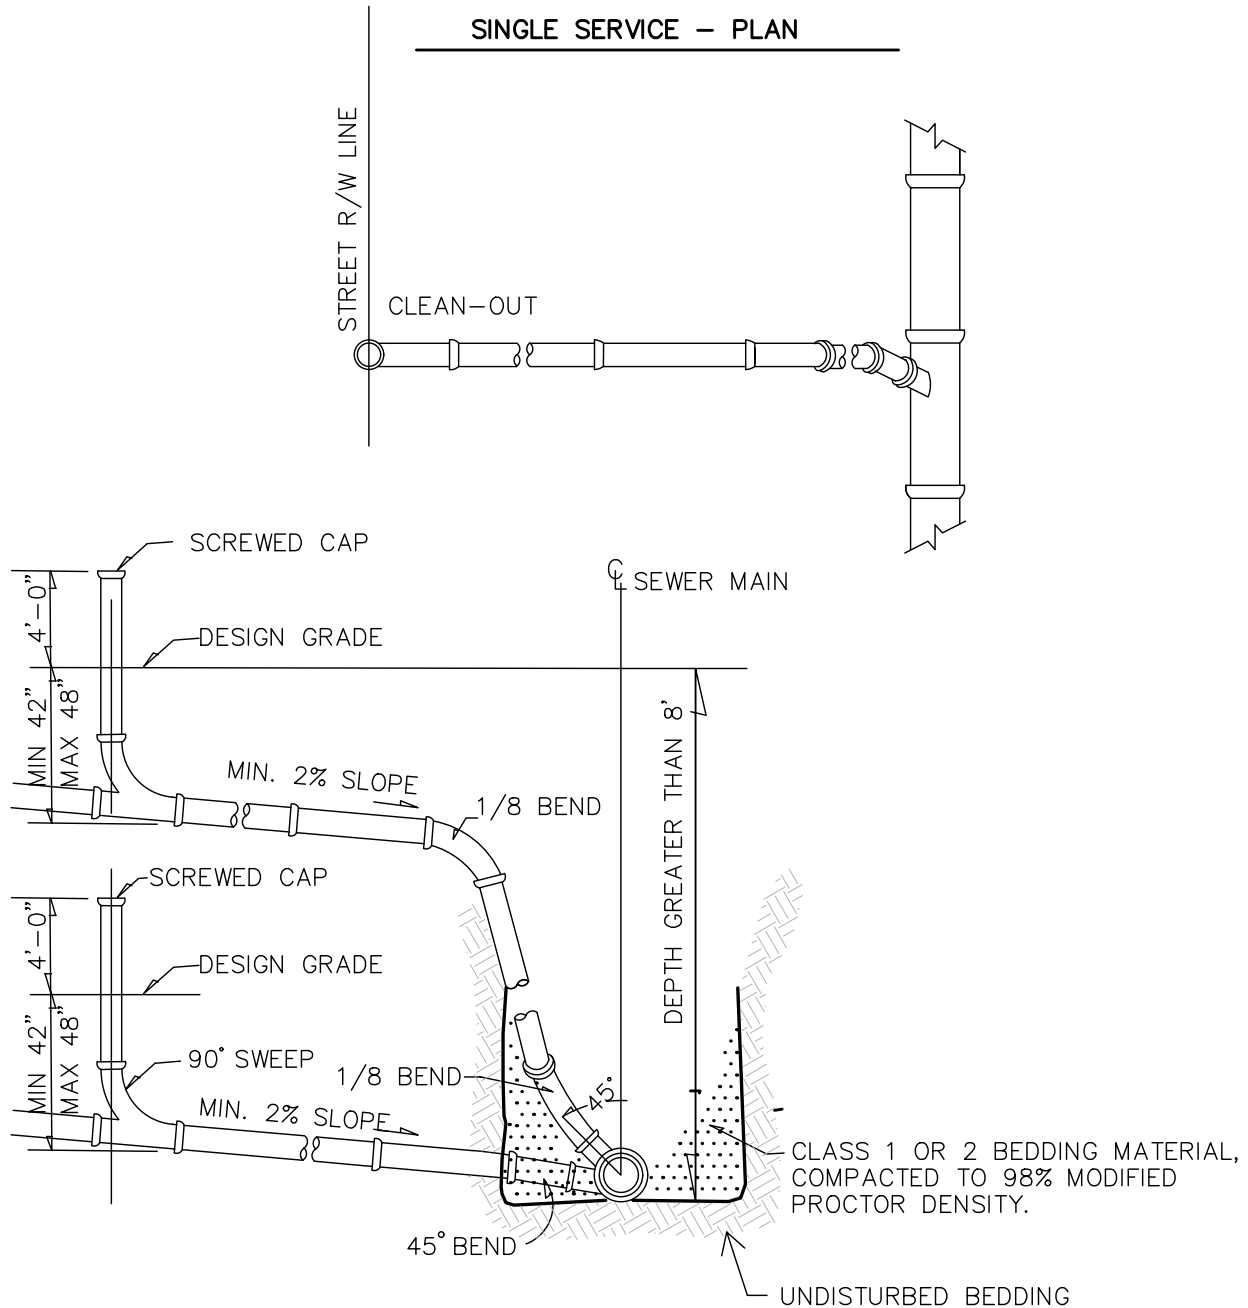 SINGLE SERVICE – PLAN
STREET R/W LINE
CLEAN–OUT
SCREWED CAP
℄ SEWER MAIN
4'–0"
DESIGN GRADE
MIN 42"
MAX 48"
DEPTH GREATER THAN 8'
MIN. 2% SLOPE
1/8 BEND
SCREWED CAP
4'–0"
DESIGN GRADE
MIN 42"
MAX 48"
90° SWEEP
1/8 BEND
45°
MIN. 2% SLOPE
CLASS 1 OR 2 BEDDING MATERIAL,
COMPACTED TO 98% MODIFIED
PROCTOR DENSITY.
45° BEND
UNDISTURBED BEDDING